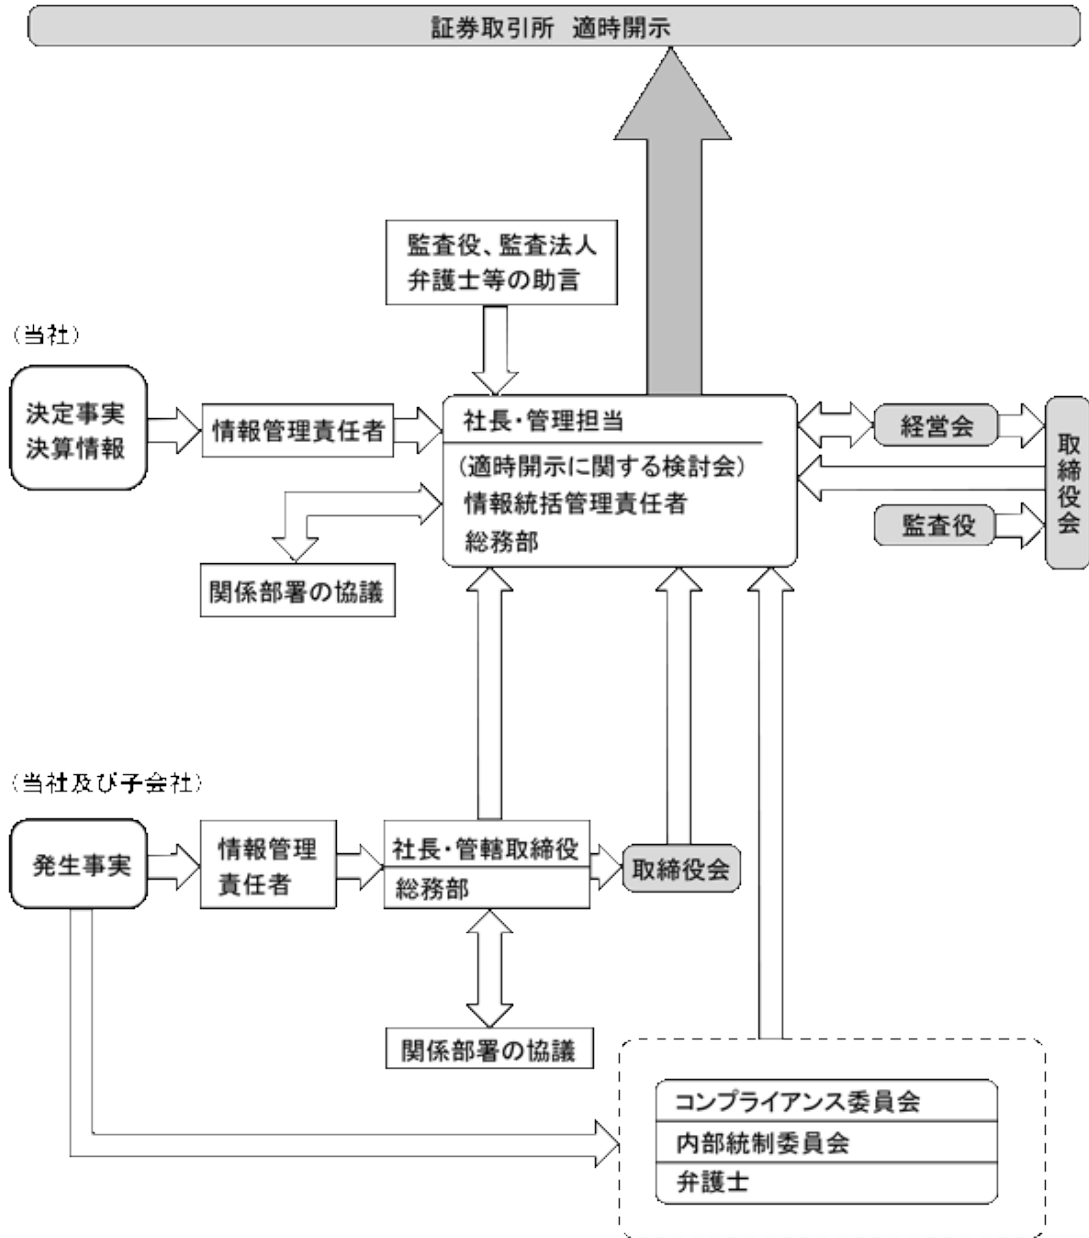 証券取引所 適時開示
監査役、監査法人
弁護士等の助言
（当社）
決定事実
決算情報
情報管理責任者
社長・管理担当
(適時開示に関する検討会)
情報統括管理責任者
総務部
経営会
取締役会
監査役
関係部署の協議
（当社及び子会社）
発生事実
情報管理
責任者
社長・管轄取締役
総務部
取締役会
関係部署の協議
コンプライアンス委員会
内部統制委員会
弁護士